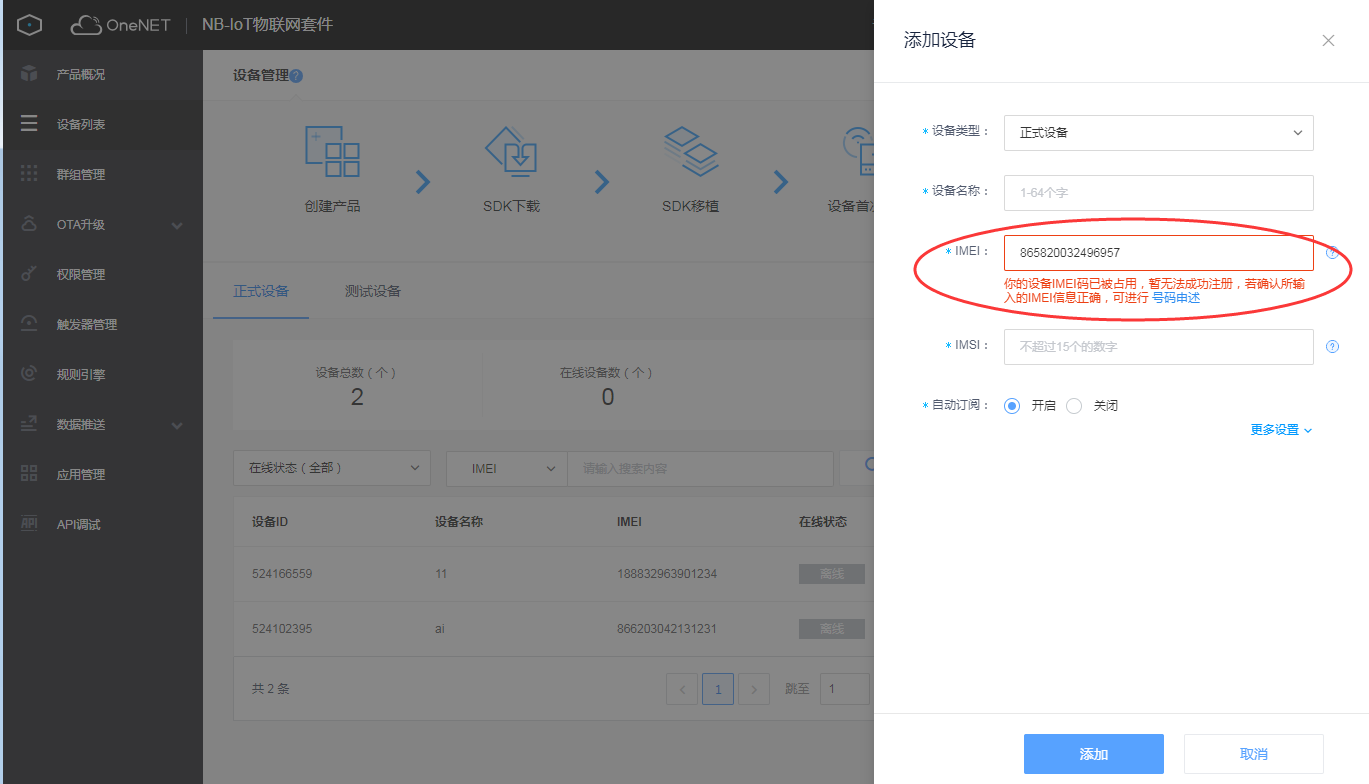 OneNET
NB-IoT物联网套件
产品概况
设备列表
群组管理
OTA升级
权限管理
触发器管理
规则引擎
数据推送
应用管理
API
API调试
设备管理?
创建产品
SDK下载
SDK移植
设备首次
正式设备
测试设备
设备总数（个）
2
在线设备数（个）
0
在线状态（全部）
IMEI
请输入搜索内容
设备ID 设备名称 IMEI 在线状态
524166559 11 188832963901234 离线
524102395 ai 866203042131231 离线
共 2 条
< 1 > 跳至 1
添加设备
* 设备类型： 正式设备
* 设备名称： 1-64个字
* IMEI： 865820032496957 ?
你的设备IMEI码已被占用，暂无法成功注册，若确认所输
入的IMEI信息正确，可进行 号码申述
* IMSI： 不超过15个的数字 ?
* 自动订阅： 开启 关闭
更多设置
添加
取消